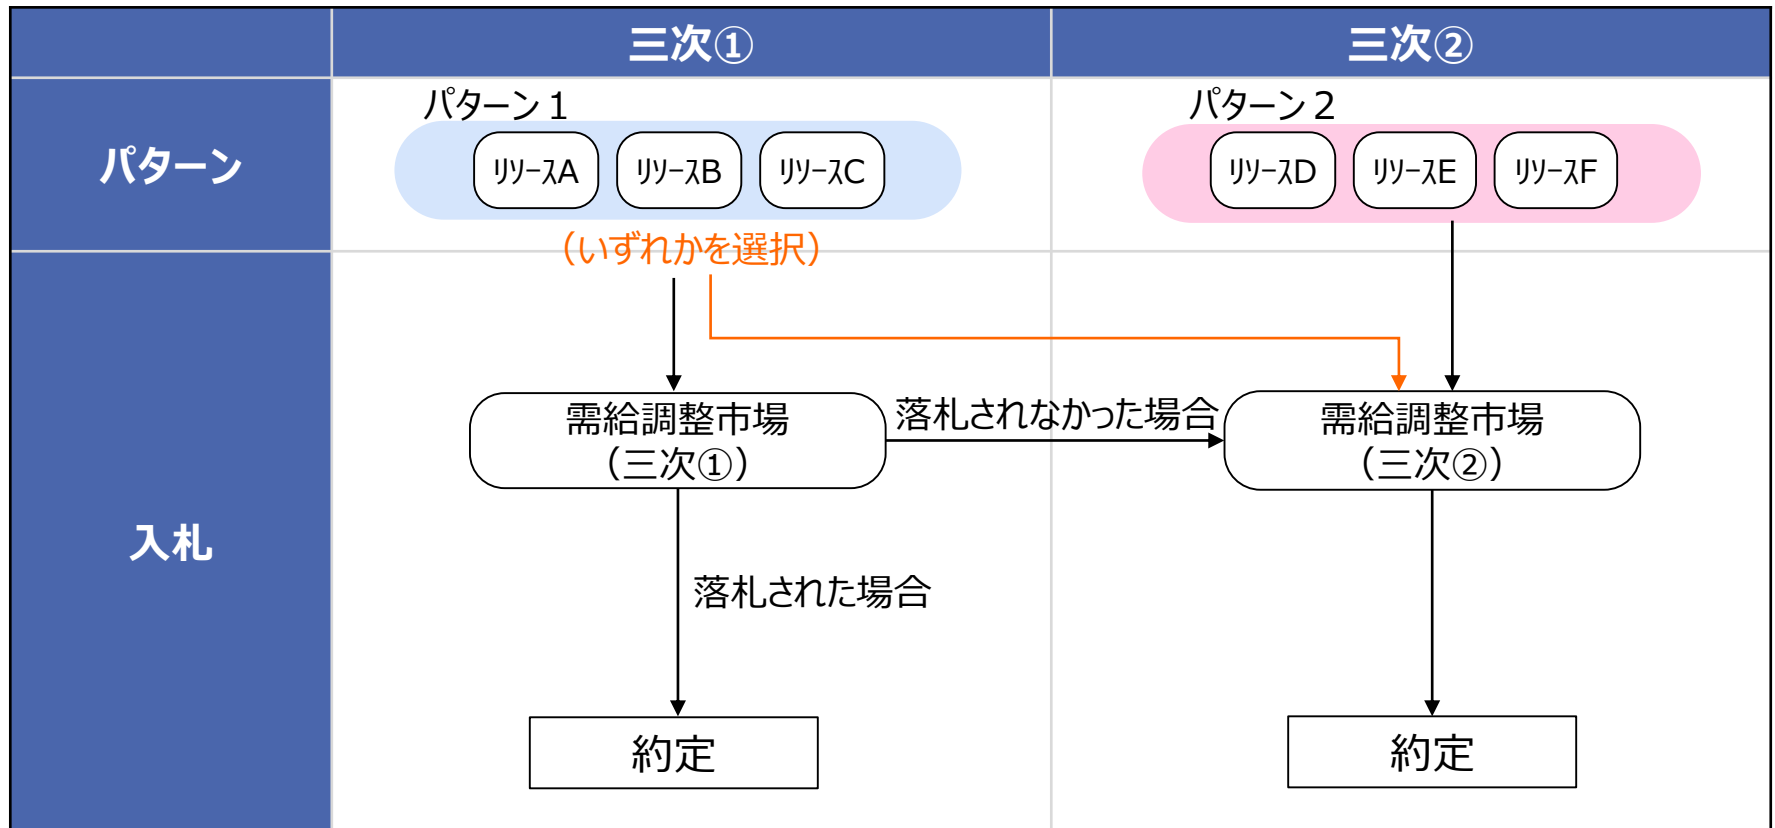 三次①
三次②
パターン
パターン１
パターン２
ﾘｿｰｽA
ﾘｿｰｽB
ﾘｿｰｽC
ﾘｿｰｽD
ﾘｿｰｽE
ﾘｿｰｽF
（いずれかを選択）
入札
需給調整市場
（三次①）
落札されなかった場合
需給調整市場
（三次②）
落札された場合
約定
約定